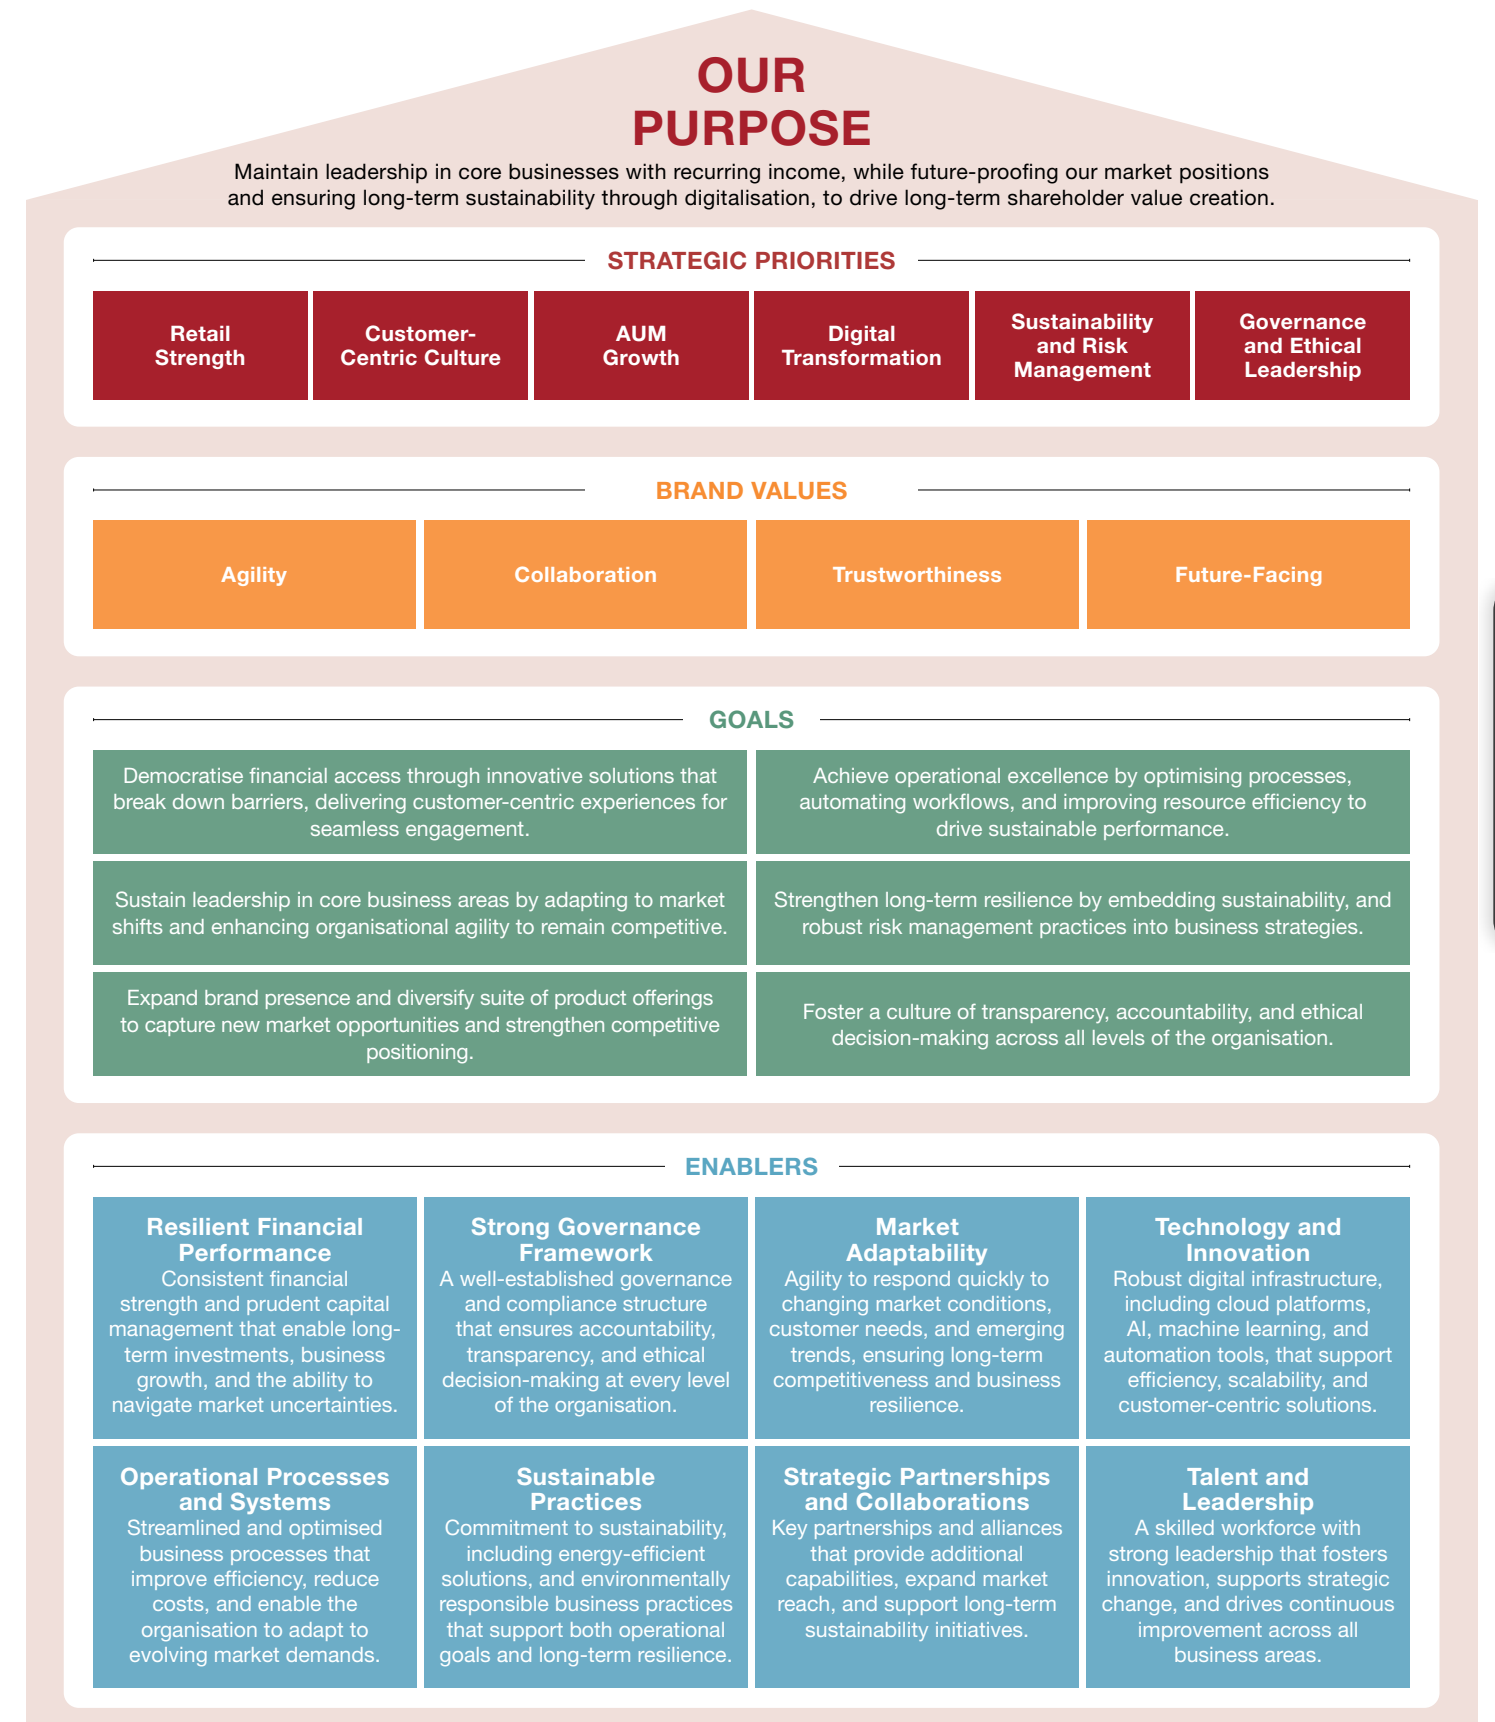 OUR
PURPOSE
Maintain leadership in core businesses with recurring income, while future-proofing our market positions
and ensuring long-term sustainability through digitalisation, to drive long-term shareholder value creation.
STRATEGIC PRIORITIES
Retail
Strength
Customer-
Centric Culture
AUM
Growth
Digital
Transformation
Sustainability
and Risk
Management
Governance
and Ethical
Leadership
BRAND VALUES
Agility
Collaboration
Trustworthiness
Future-Facing
GOALS
Democratise financial access through innovative solutions that
break down barriers, delivering customer-centric experiences for
seamless engagement.
Achieve operational excellence by optimising processes,
automating workflows, and improving resource efficiency to
drive sustainable performance.
Sustain leadership in core business areas by adapting to market
shifts and enhancing organisational agility to remain competitive.
Strengthen long-term resilience by embedding sustainability, and
robust risk management practices into business strategies.
Expand brand presence and diversify suite of product offerings
to capture new market opportunities and strengthen competitive
positioning.
Foster a culture of transparency, accountability, and ethical
decision-making across all levels of the organisation.
ENABLERS
Resilient Financial
Performance
Consistent financial
strength and prudent capital
management that enable long-
term investments, business
growth, and the ability to
navigate market uncertainties.
Strong Governance
Framework
A well-established governance
and compliance structure
that ensures accountability,
transparency, and ethical
decision-making at every level
of the organisation.
Market
Adaptability
Agility to respond quickly to
changing market conditions,
customer needs, and emerging
trends, ensuring long-term
competitiveness and business
resilience.
Technology and
Innovation
Robust digital infrastructure,
including cloud platforms,
AI, machine learning, and
automation tools, that support
efficiency, scalability, and
customer-centric solutions.
Operational Processes
and Systems
Streamlined and optimised
business processes that
improve efficiency, reduce
costs, and enable the
organisation to adapt to
evolving market demands.
Sustainable
Practices
Commitment to sustainability,
including energy-efficient
solutions, and environmentally
responsible business practices
that support both operational
goals and long-term resilience.
Strategic Partnerships
and Collaborations
Key partnerships and alliances
that provide additional
capabilities, expand market
reach, and support long-term
sustainability initiatives.
Talent and
Leadership
A skilled workforce with
strong leadership that fosters
innovation, supports strategic
change, and drives continuous
improvement across all
business areas.